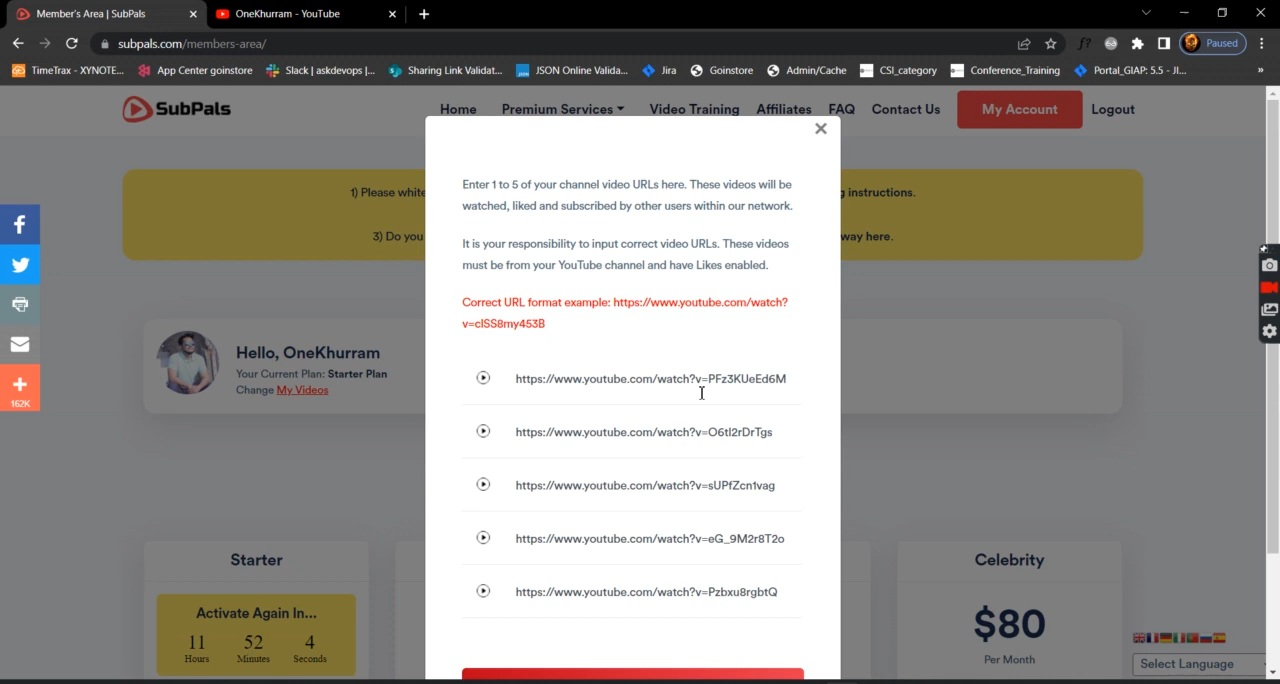 Member's Area | SubPals
OneKhurram - YouTube
subpals.com/members-area/
Paused
TimeTrax - XYNOTE...
App Center goinstore
Slack | askdevops |...
Sharing Link Validat...
JSON Online Valida...
Jira
Goinstore
Admin/Cache
CSI_category
Conference_Training
Portal_GIAP: 5.5 - JI...
SubPals
Home
Premium Services
Video Training
Affiliates
FAQ
Contact Us
My Account
Logout
1) Please white
g instructions.
3) Do you
way here.
Enter 1 to 5 of your channel video URLs here. These videos will be
watched, liked and subscribed by other users within our network.
It is your responsibility to input correct video URLs. These videos
must be from your YouTube channel and have Likes enabled.
Correct URL format example: https://www.youtube.com/watch?
v=clSS8my453B
https://www.youtube.com/watch?v=PFz3KUeEd6M
https://www.youtube.com/watch?v=O6tl2rDrTgs
https://www.youtube.com/watch?v=sUPfZcn1vag
https://www.youtube.com/watch?v=eG_9M2r8T2o
https://www.youtube.com/watch?v=Pzbxu8rgbtQ
162K
Hello, OneKhurram
Your Current Plan: Starter Plan
Change My Videos
Starter
Activate Again In...
11 52 4
Hours Minutes Seconds
Celebrity
$80
Per Month
Select Language